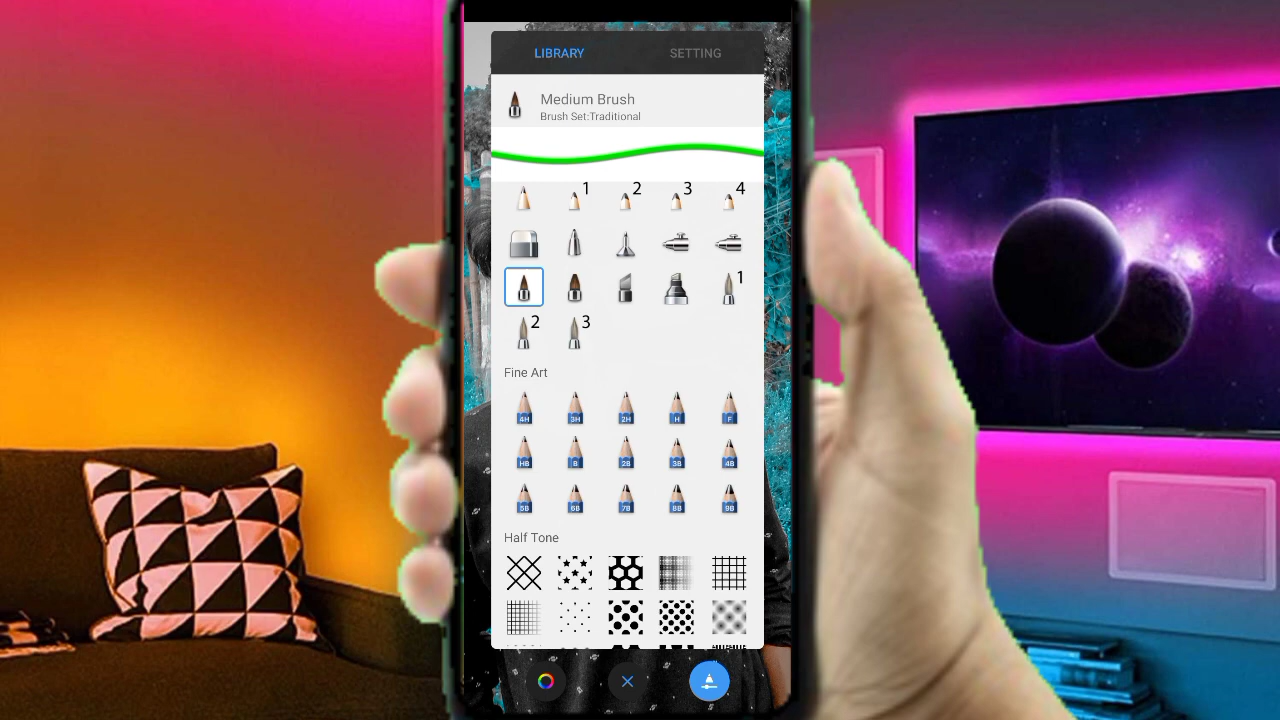 LIBRARY SETTING
Medium Brush
Brush Set:Traditional
1 2 3 4
1
2 3
Fine Art
4H 3H 2H H F
HB B 2B 3B 4B
5B 6B 7B 8B 9B
Half Tone